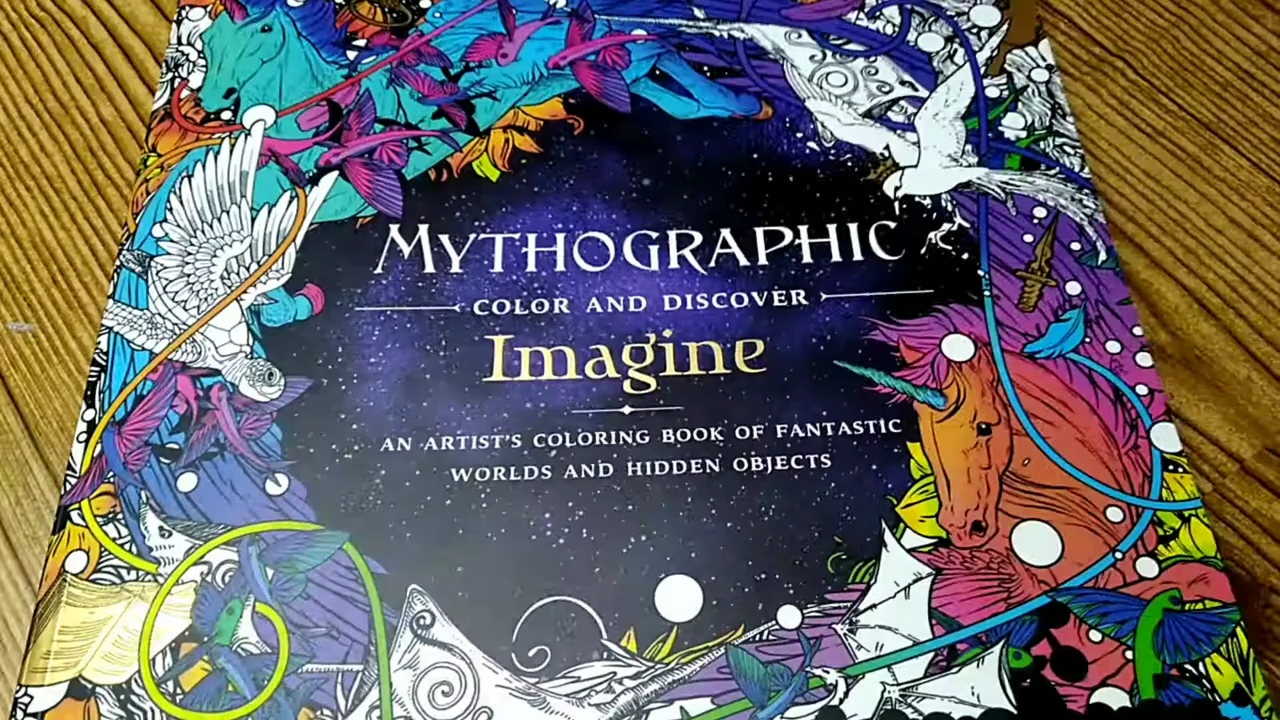 MYTHOGRAPHIC
COLOR AND DISCOVER
Imagine
AN ARTIST'S COLORING BOOK OF FANTASTIC
WORLDS AND HIDDEN OBJECTS